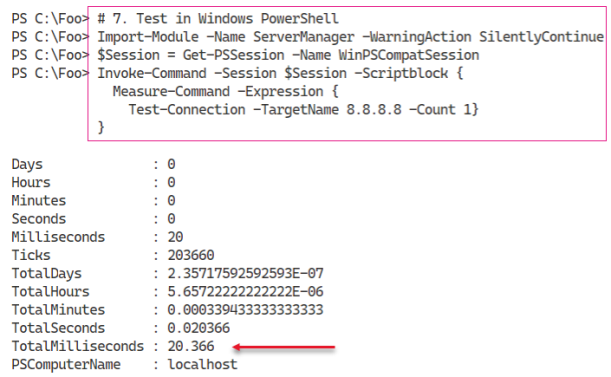 PS C:\Foo> # 7. Test in Windows PowerShell
PS C:\Foo> Import-Module -Name ServerManager -WarningAction SilentlyContinue
PS C:\Foo> $Session = Get-PSSession -Name WinPSCompatSession
PS C:\Foo> Invoke-Command -Session $Session -Scriptblock {
             Measure-Command -Expression {
               Test-Connection -TargetName 8.8.8.8 -Count 1}
           }
Days              : 0
Hours             : 0
Minutes           : 0
Seconds           : 0
Milliseconds      : 20
Ticks             : 203660
TotalDays         : 2.35717592592593E-07
TotalHours        : 5.65722222222222E-06
TotalMinutes      : 0.000339433333333333
TotalSeconds      : 0.020366
TotalMilliseconds : 20.366
PSComputerName    : localhost